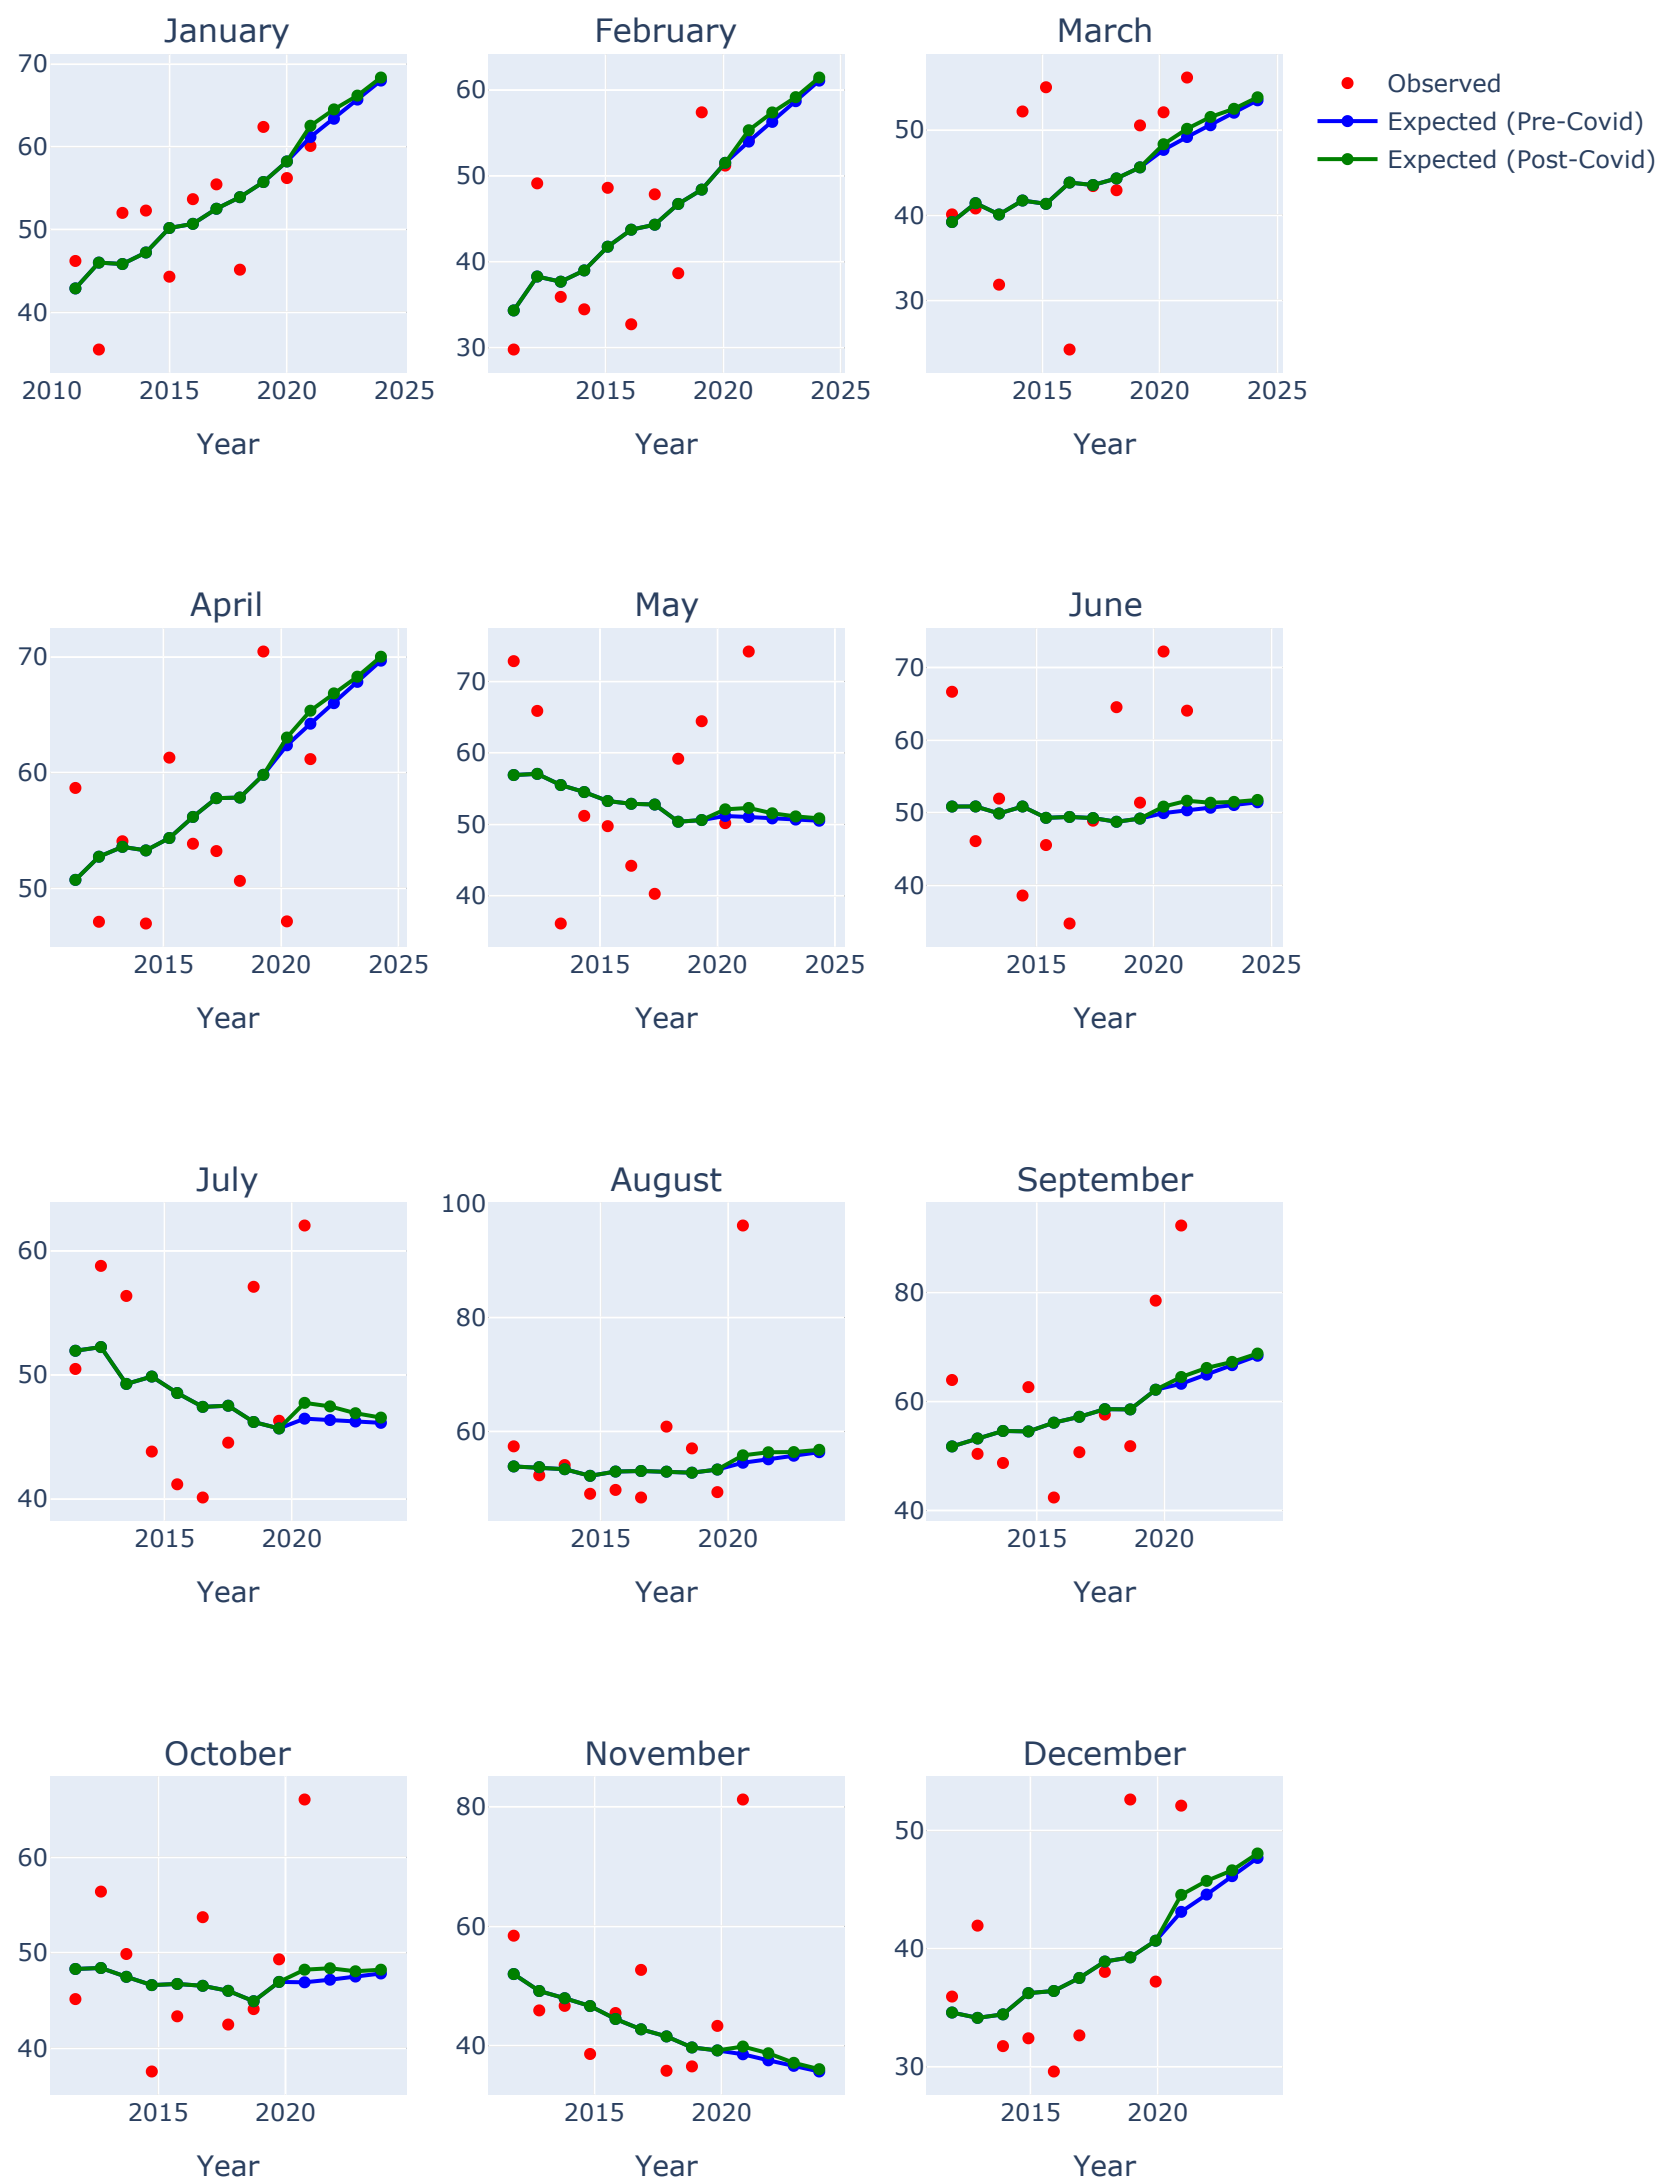 January
February
March
Observed
Expected (Pre-Covid)
Expected (Post-Covid)
70
60
50
40
2010
2015
2020
2025
Year
60
50
40
30
2015
2020
2025
Year
50
40
30
2015
2020
2025
Year
April
May
June
70
60
50
2015
2020
2025
Year
70
60
50
40
2015
2020
2025
Year
70
60
50
40
2015
2020
2025
Year
July
August
September
60
50
40
2015
2020
Year
100
80
60
2015
2020
Year
80
60
40
2015
2020
Year
October
November
December
60
50
40
2015
2020
Year
80
60
40
2015
2020
Year
50
40
30
2015
2020
Year